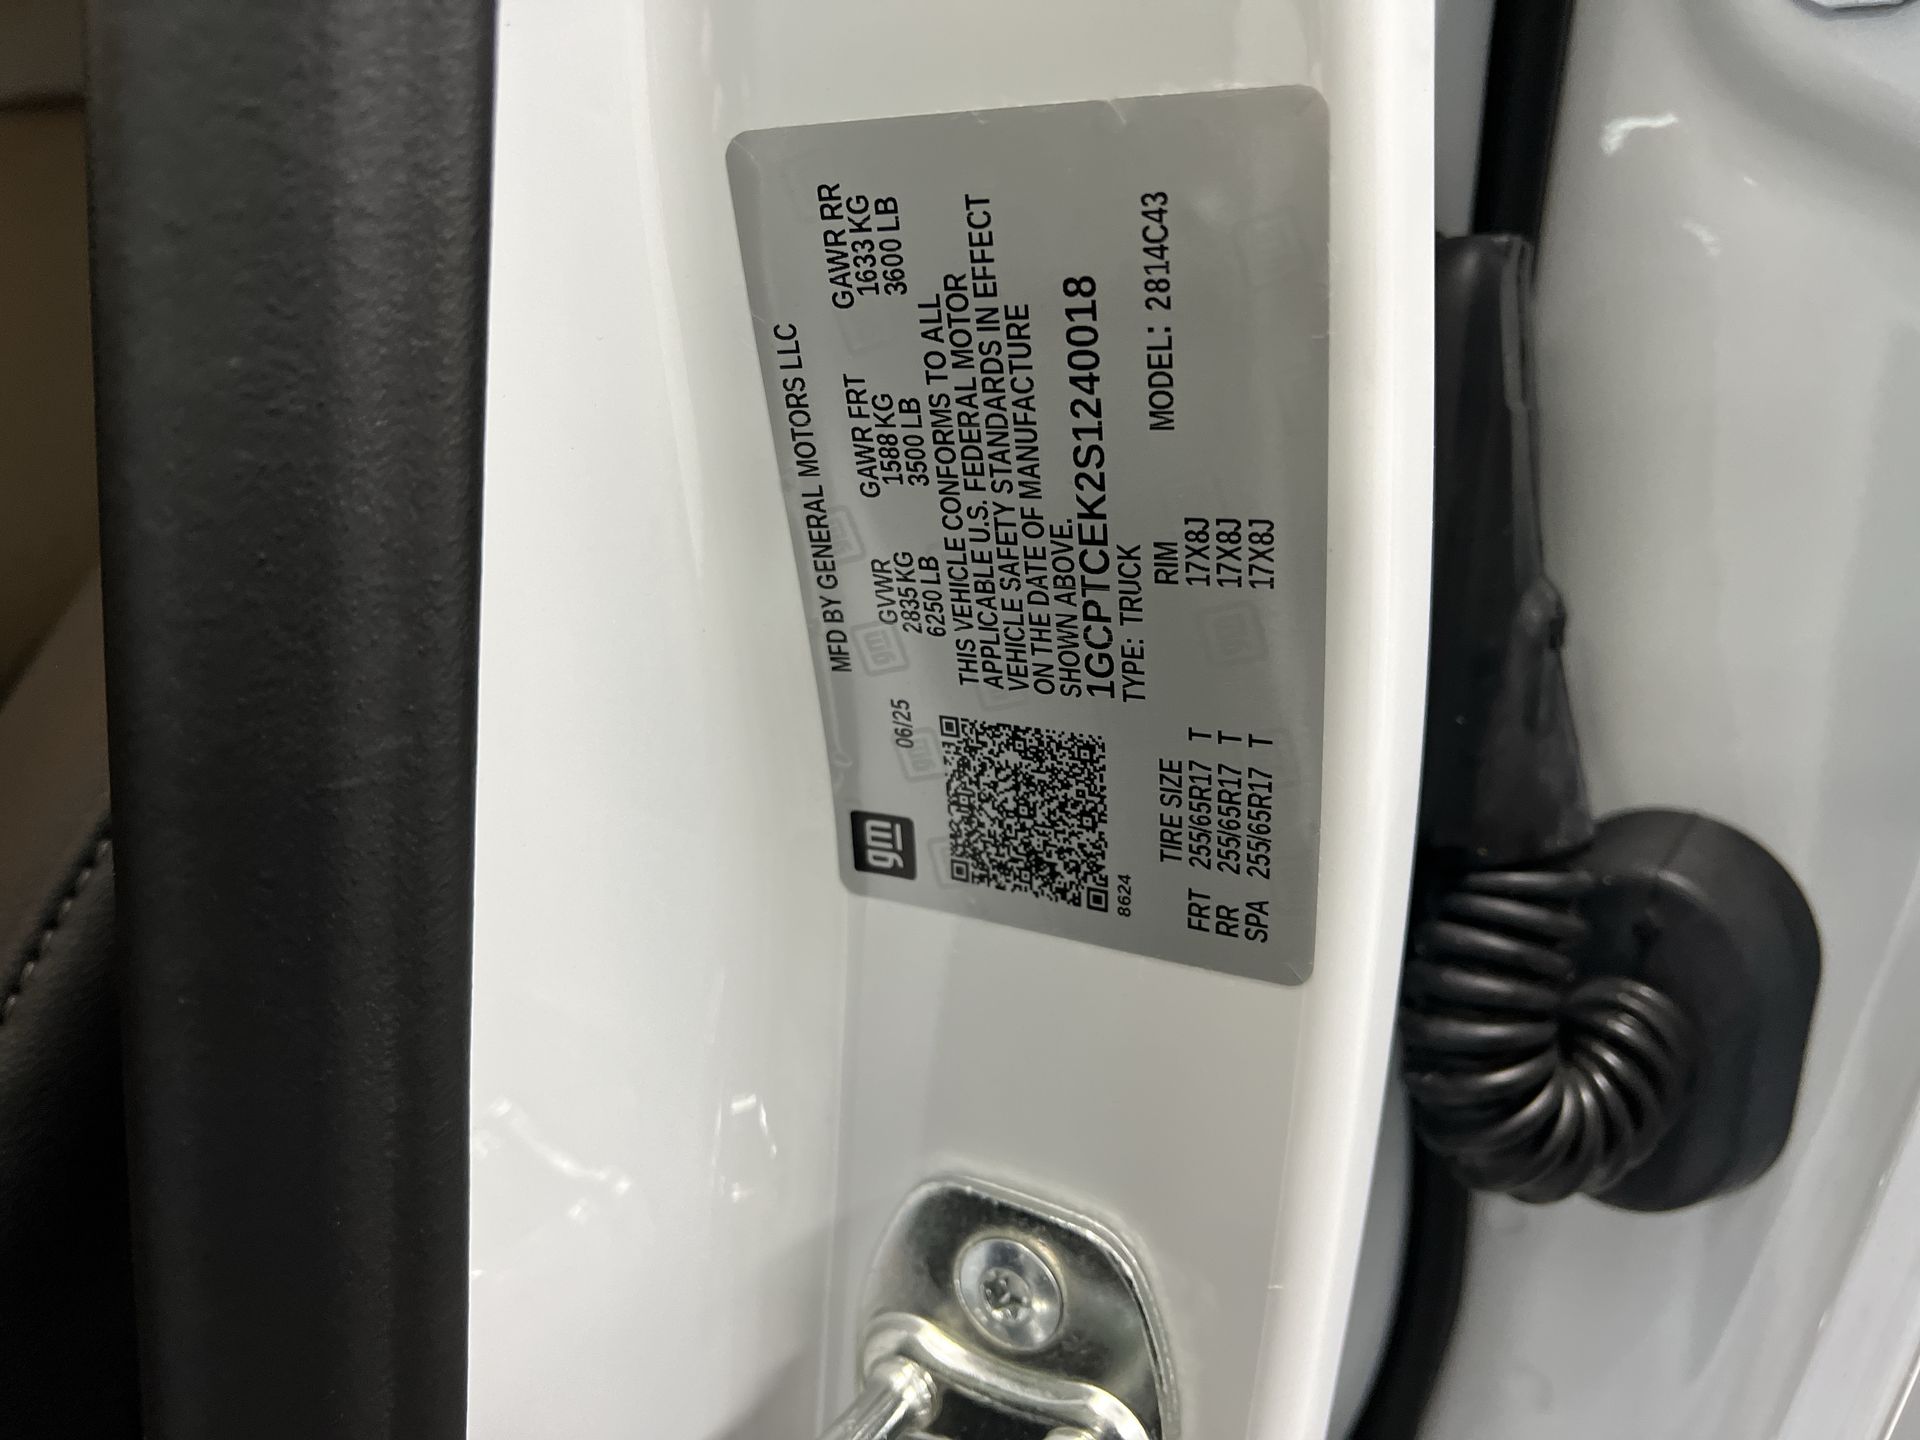 gm
06/25
MFD BY GENERAL MOTORS LLC
GVWR GAWR FRT GAWR RR
2835 KG 1588 KG 1633 KG
6250 LB 3500 LB 3600 LB
THIS VEHICLE CONFORMS TO ALL
APPLICABLE U.S. FEDERAL MOTOR
VEHICLE SAFETY STANDARDS IN EFFECT
ON THE DATE OF MANUFACTURE
SHOWN ABOVE.
1GCPTCEK2S1240018
8624
TYPE: TRUCK MODEL: 2814C43
TIRE SIZE RIM
FRT 255/65R17 T 17X8J
RR 255/65R17 T 17X8J
SPA 255/65R17 T 17X8J